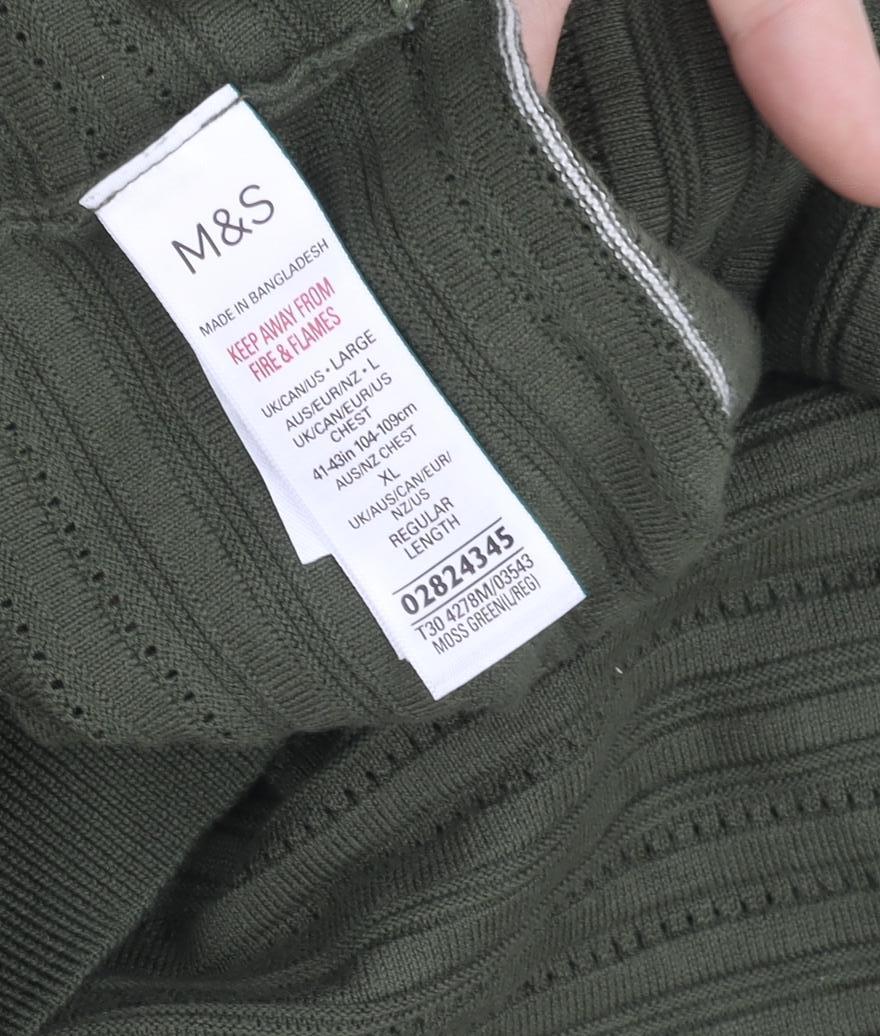 M&S
MADE IN BANGLADESH
KEEP AWAY FROM
FIRE & FLAMES
UK/CAN/US • LARGE
AUS/EUR/NZ • L
UK/CAN/EUR/US
CHEST
41-43in 104-109cm
AUS/NZ CHEST
XL
UK/AUS/CAN/EUR/
NZ/US
REGULAR
LENGTH
02824345
T30 4278M/03543
MOSS GREEN(L/REG)